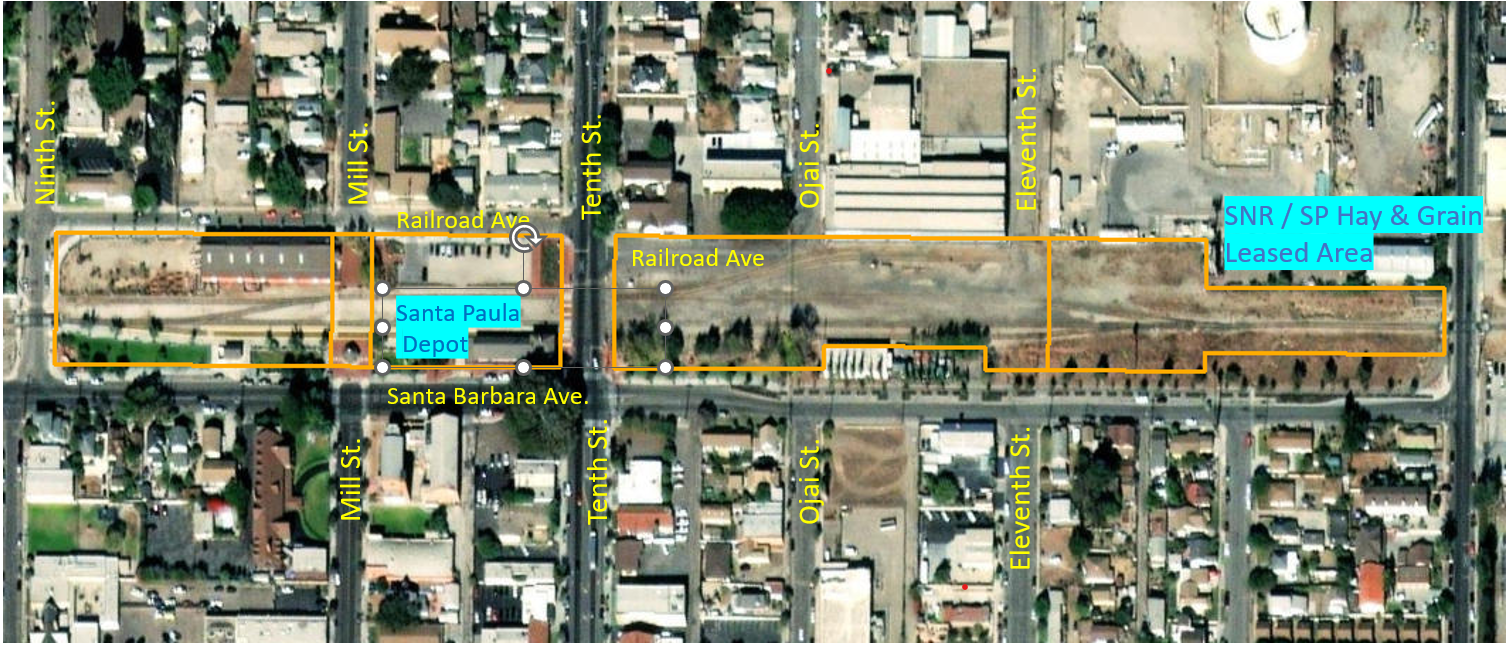 Ninth St.
Mill St.
Tenth St.
Ojai St.
Eleventh St.
SNR / SP Hay & Grain
Leased Area
Railroad Ave
Railroad Ave
Santa Paula
Depot
Santa Barbara Ave.
Mill St.
Tenth St.
Ojai St.
Eleventh St.